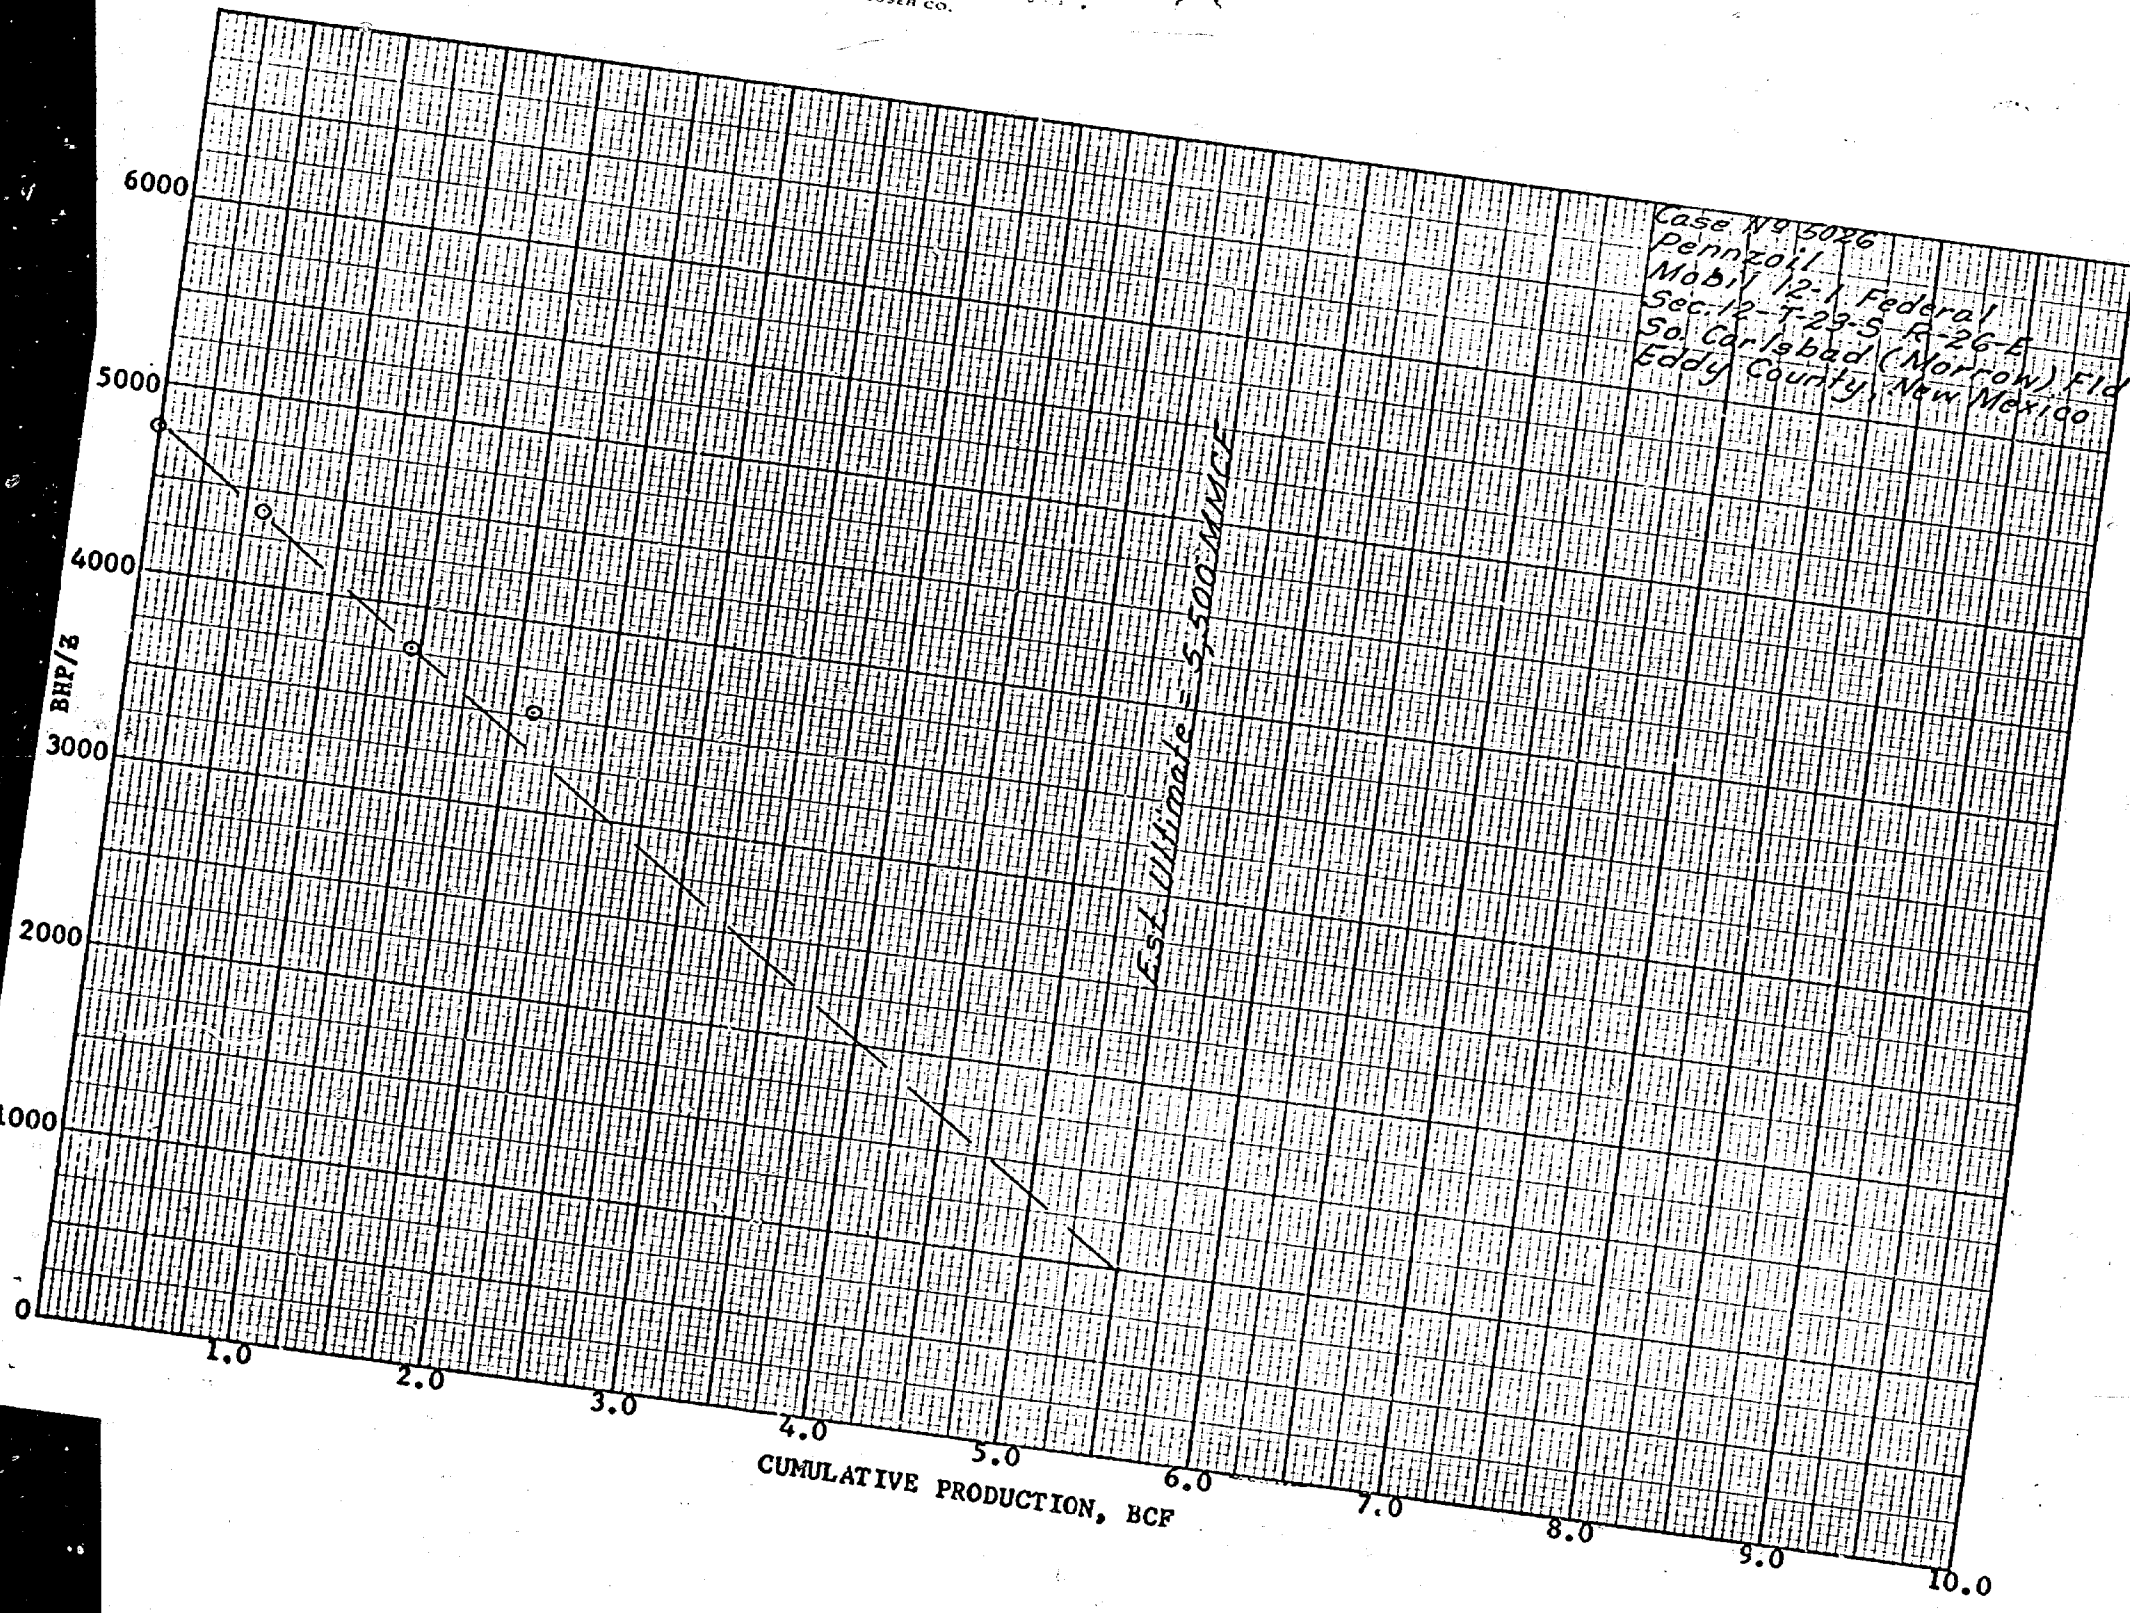 Case No 5026
Pennzoil
Mobil 12-1 Federal
Sec. 12-T-23-S-R-26-E
So. Carlsbad (Morrow) Fld
Eddy County, New Mexico
6000
5000
4000
3000
2000
1000
0
BHP/Z
Est. Ultimate = 5,500 MMCF
1.0
2.0
3.0
4.0
5.0
6.0
7.0
8.0
9.0
10.0
CUMULATIVE PRODUCTION, BCF